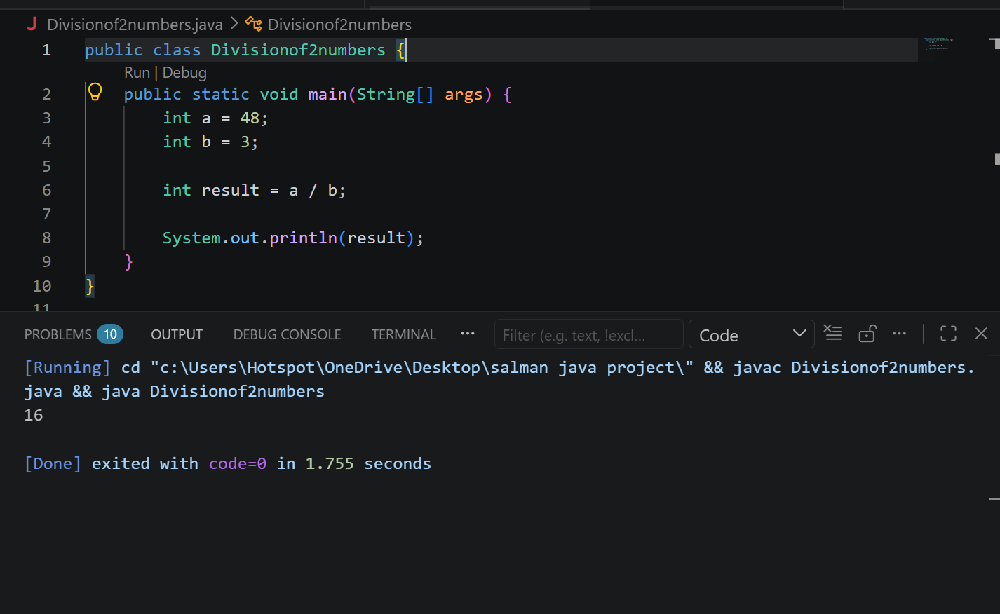 Divisionof2numbers.java > Divisionof2numbers
1 public class Divisionof2numbers {
Run | Debug
2 public static void main(String[] args) {
3 int a = 48;
4 int b = 3;
5
6 int result = a / b;
7
8 System.out.println(result);
9 }
10 }
11
PROBLEMS 10 OUTPUT DEBUG CONSOLE TERMINAL ··· Filter (e.g. text, !excl... Code
[Running] cd "c:\Users\Hotspot\OneDrive\Desktop\salman java project\" && javac Divisionof2numbers.
java && java Divisionof2numbers
16
[Done] exited with code=0 in 1.755 seconds